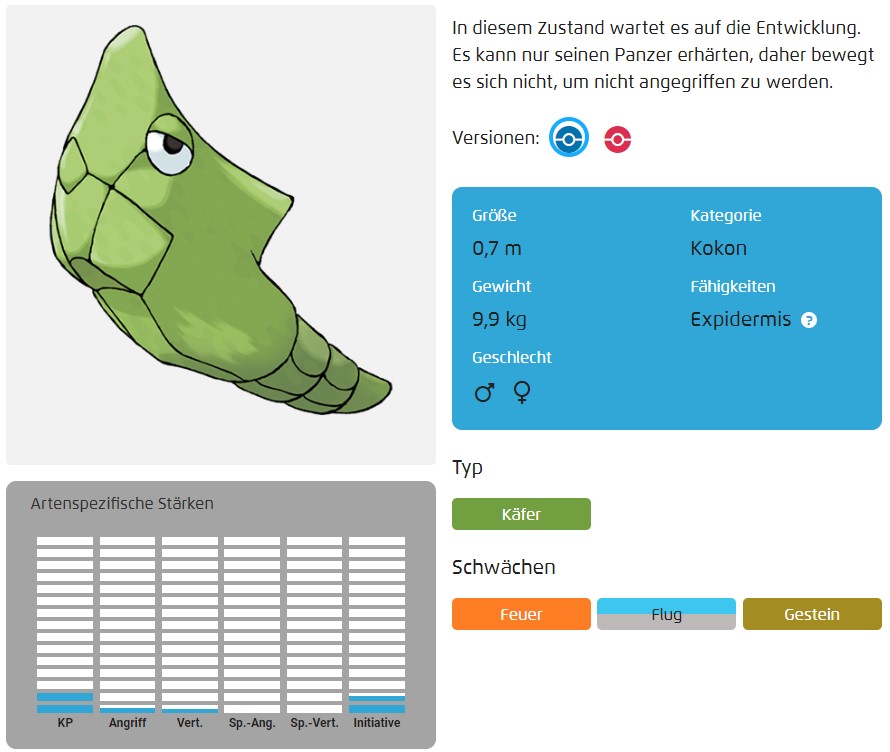 In diesem Zustand wartet es auf die Entwicklung.
Es kann nur seinen Panzer erhärten, daher bewegt
es sich nicht, um nicht angegriffen zu werden.
Versionen:
Größe
0,7 m
Kategorie
Kokon
Gewicht
9,9 kg
Fähigkeiten
Expidermis ?
Geschlecht
♂ ♀
Typ
Käfer
Schwächen
Feuer Flug Gestein
Artenspezifische Stärken
KP Angriff Vert. Sp.-Ang. Sp.-Vert. Initiative